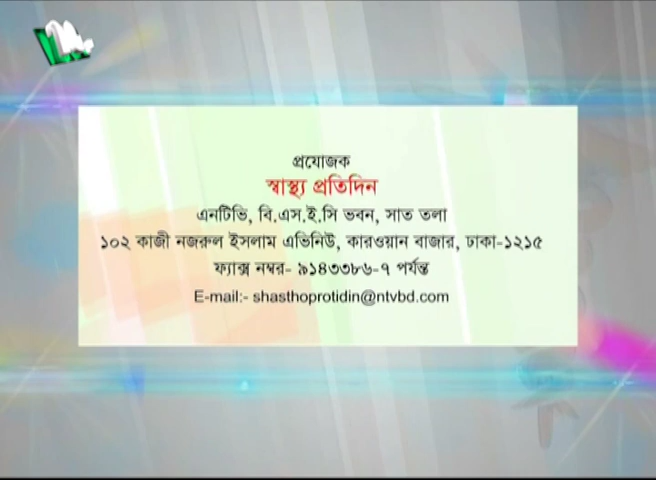 প্রযোজক
স্বাস্থ্য প্রতিদিন
এনটিভি, বি.এস.ই.সি ভবন, সাত তলা
১০২ কাজী নজরুল ইসলাম এভিনিউ, কারওয়ান বাজার, ঢাকা-১২১৫
ফ্যাক্স নম্বর- ৯১৪৩৩৮৬-৭ পর্যন্ত
E-mail:- shasthoprotidin@ntvbd.com